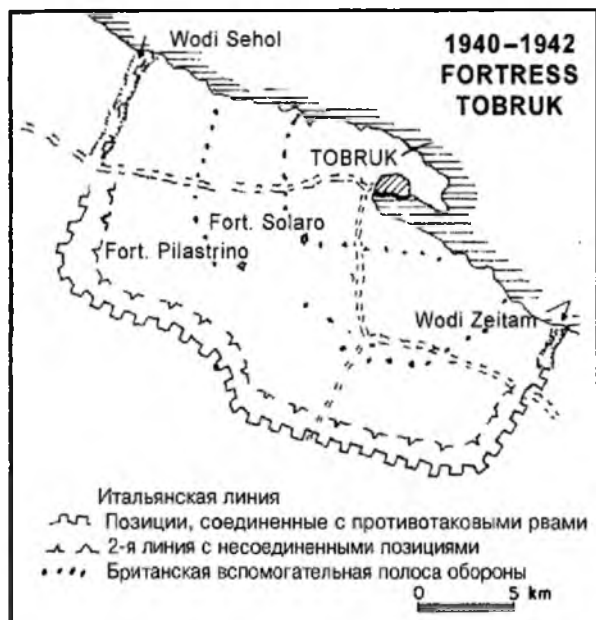 Wodi Sehol
1940–1942
FORTRESS
TOBRUK
TOBRUK
Fort. Solaro
Fort. Pilastrino
Wodi Zeitam
Итальянская линия
Позиции, соединенные с противотаковыми рвами
2-я линия с несоединенными позициями
Британская вспомогательная полоса обороны
0 5 km